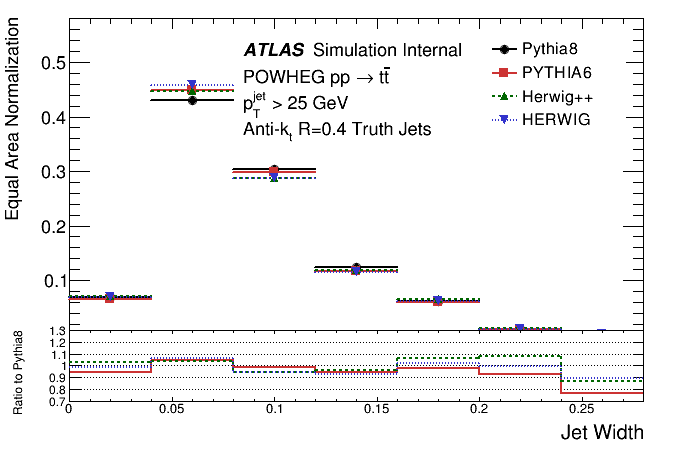 ATLAS Simulation Internal
POWHEG pp → tt̄
p_T^jet > 25 GeV
Anti-k_t R=0.4 Truth Jets
Pythia8
PYTHIA6
Herwig++
HERWIG
Equal Area Normalization
0.5
0.4
0.3
0.2
0.1
Ratio to Pythia8
1.3
1.2
1.1
1
0.9
0.8
0.7
0 0.05 0.1 0.15 0.2 0.25
Jet Width